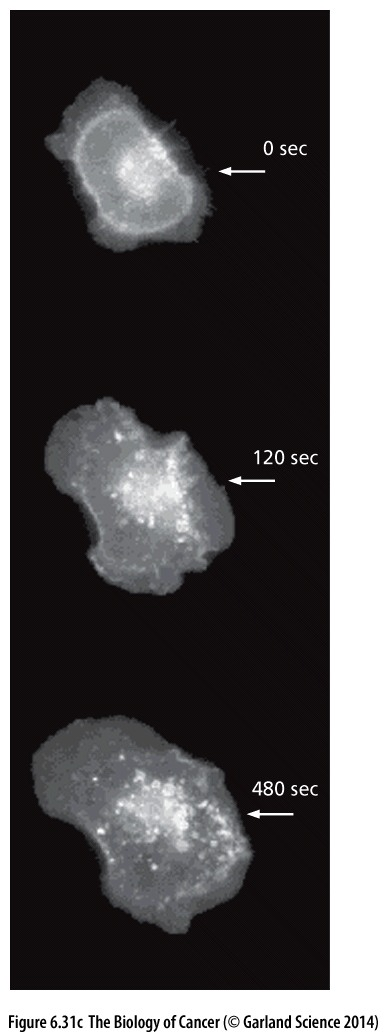 0 sec
120 sec
480 sec
Figure 6.31c The Biology of Cancer (© Garland Science 2014)